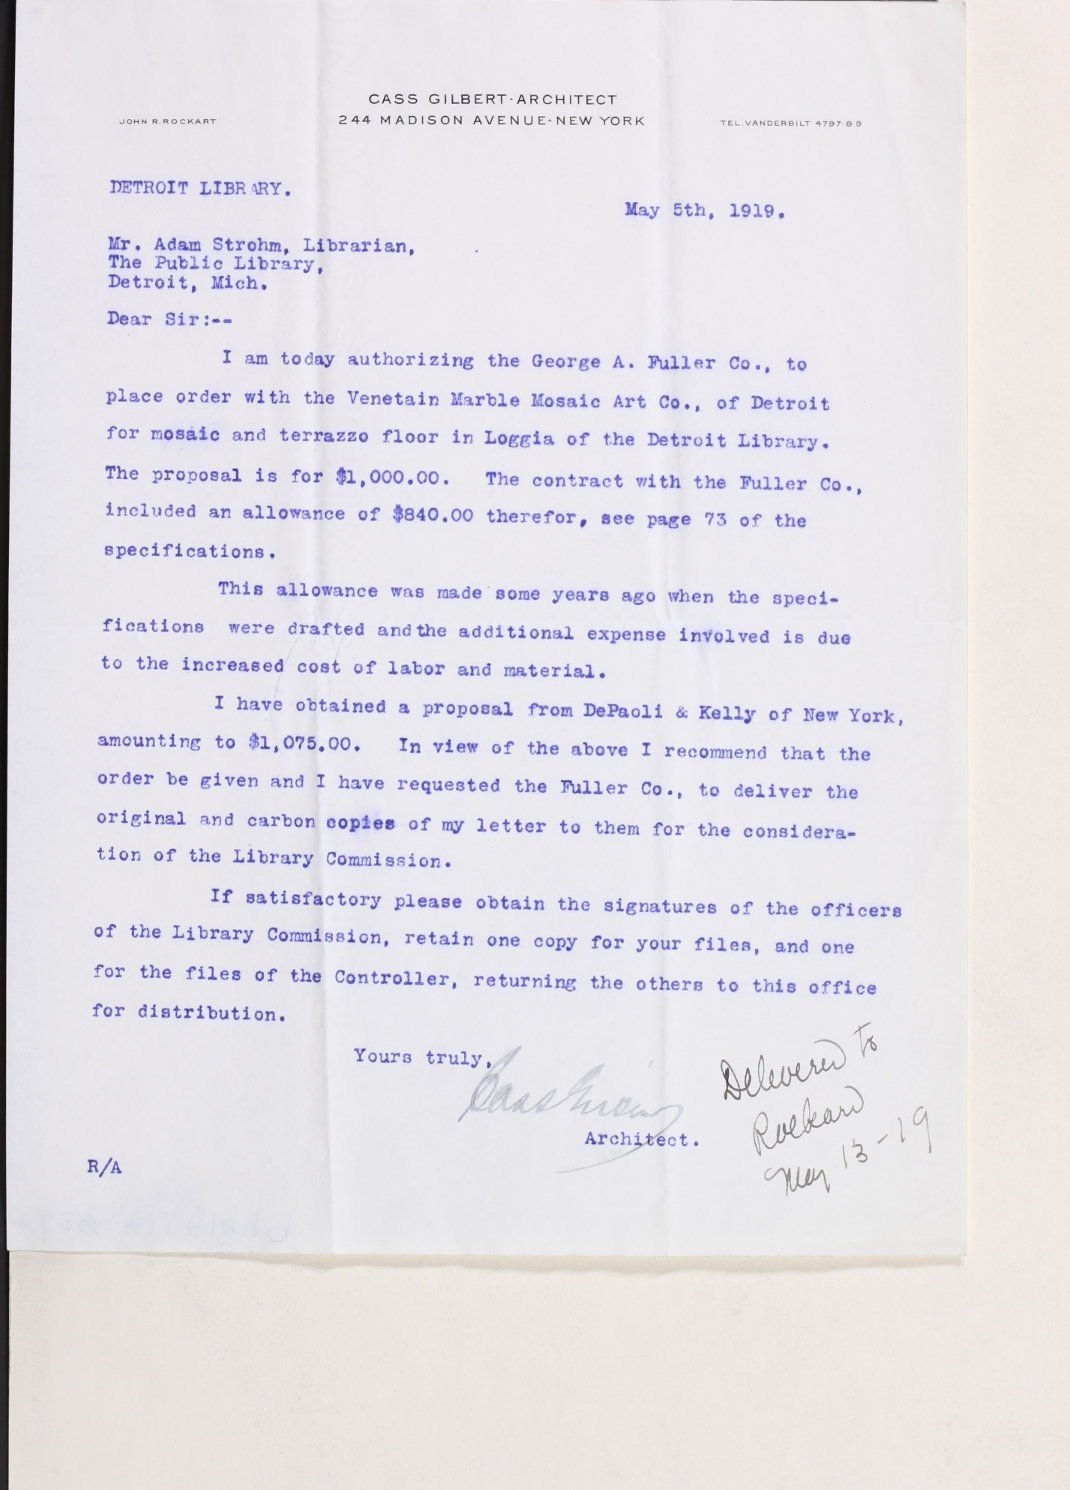 CASS GILBERT·ARCHITECT
JOHN R. ROCKART 244 MADISON AVENUE·NEW YORK TEL. VANDERBILT 4797 8 9
DETROIT LIBRARY.
May 5th, 1919.
Mr. Adam Strohm, Librarian,
The Public Library,
Detroit, Mich.
Dear Sir:--
I am today authorizing the George A. Fuller Co., to
place order with the Venetain Marble Mosaic Art Co., of Detroit
for mosaic and terrazzo floor in Loggia of the Detroit Library.
The proposal is for $1,000.00. The contract with the Fuller Co.,
included an allowance of $840.00 therefor, see page 73 of the
specifications.
This allowance was made some years ago when the speci-
fications were drafted and the additional expense involved is due
to the increased cost of labor and material.
I have obtained a proposal from DePaoli & Kelly of New York,
amounting to $1,075.00. In view of the above I recommend that the
order be given and I have requested the Fuller Co., to deliver the
original and carbon copies of my letter to them for the considera-
tion of the Library Commission.
If satisfactory please obtain the signatures of the officers
of the Library Commission, retain one copy for your files, and one
for the files of the Controller, returning the others to this office
for distribution.
Yours truly,
Cass Gilbert
Architect.
R/A
Delivered to
Rockard
May 13-19